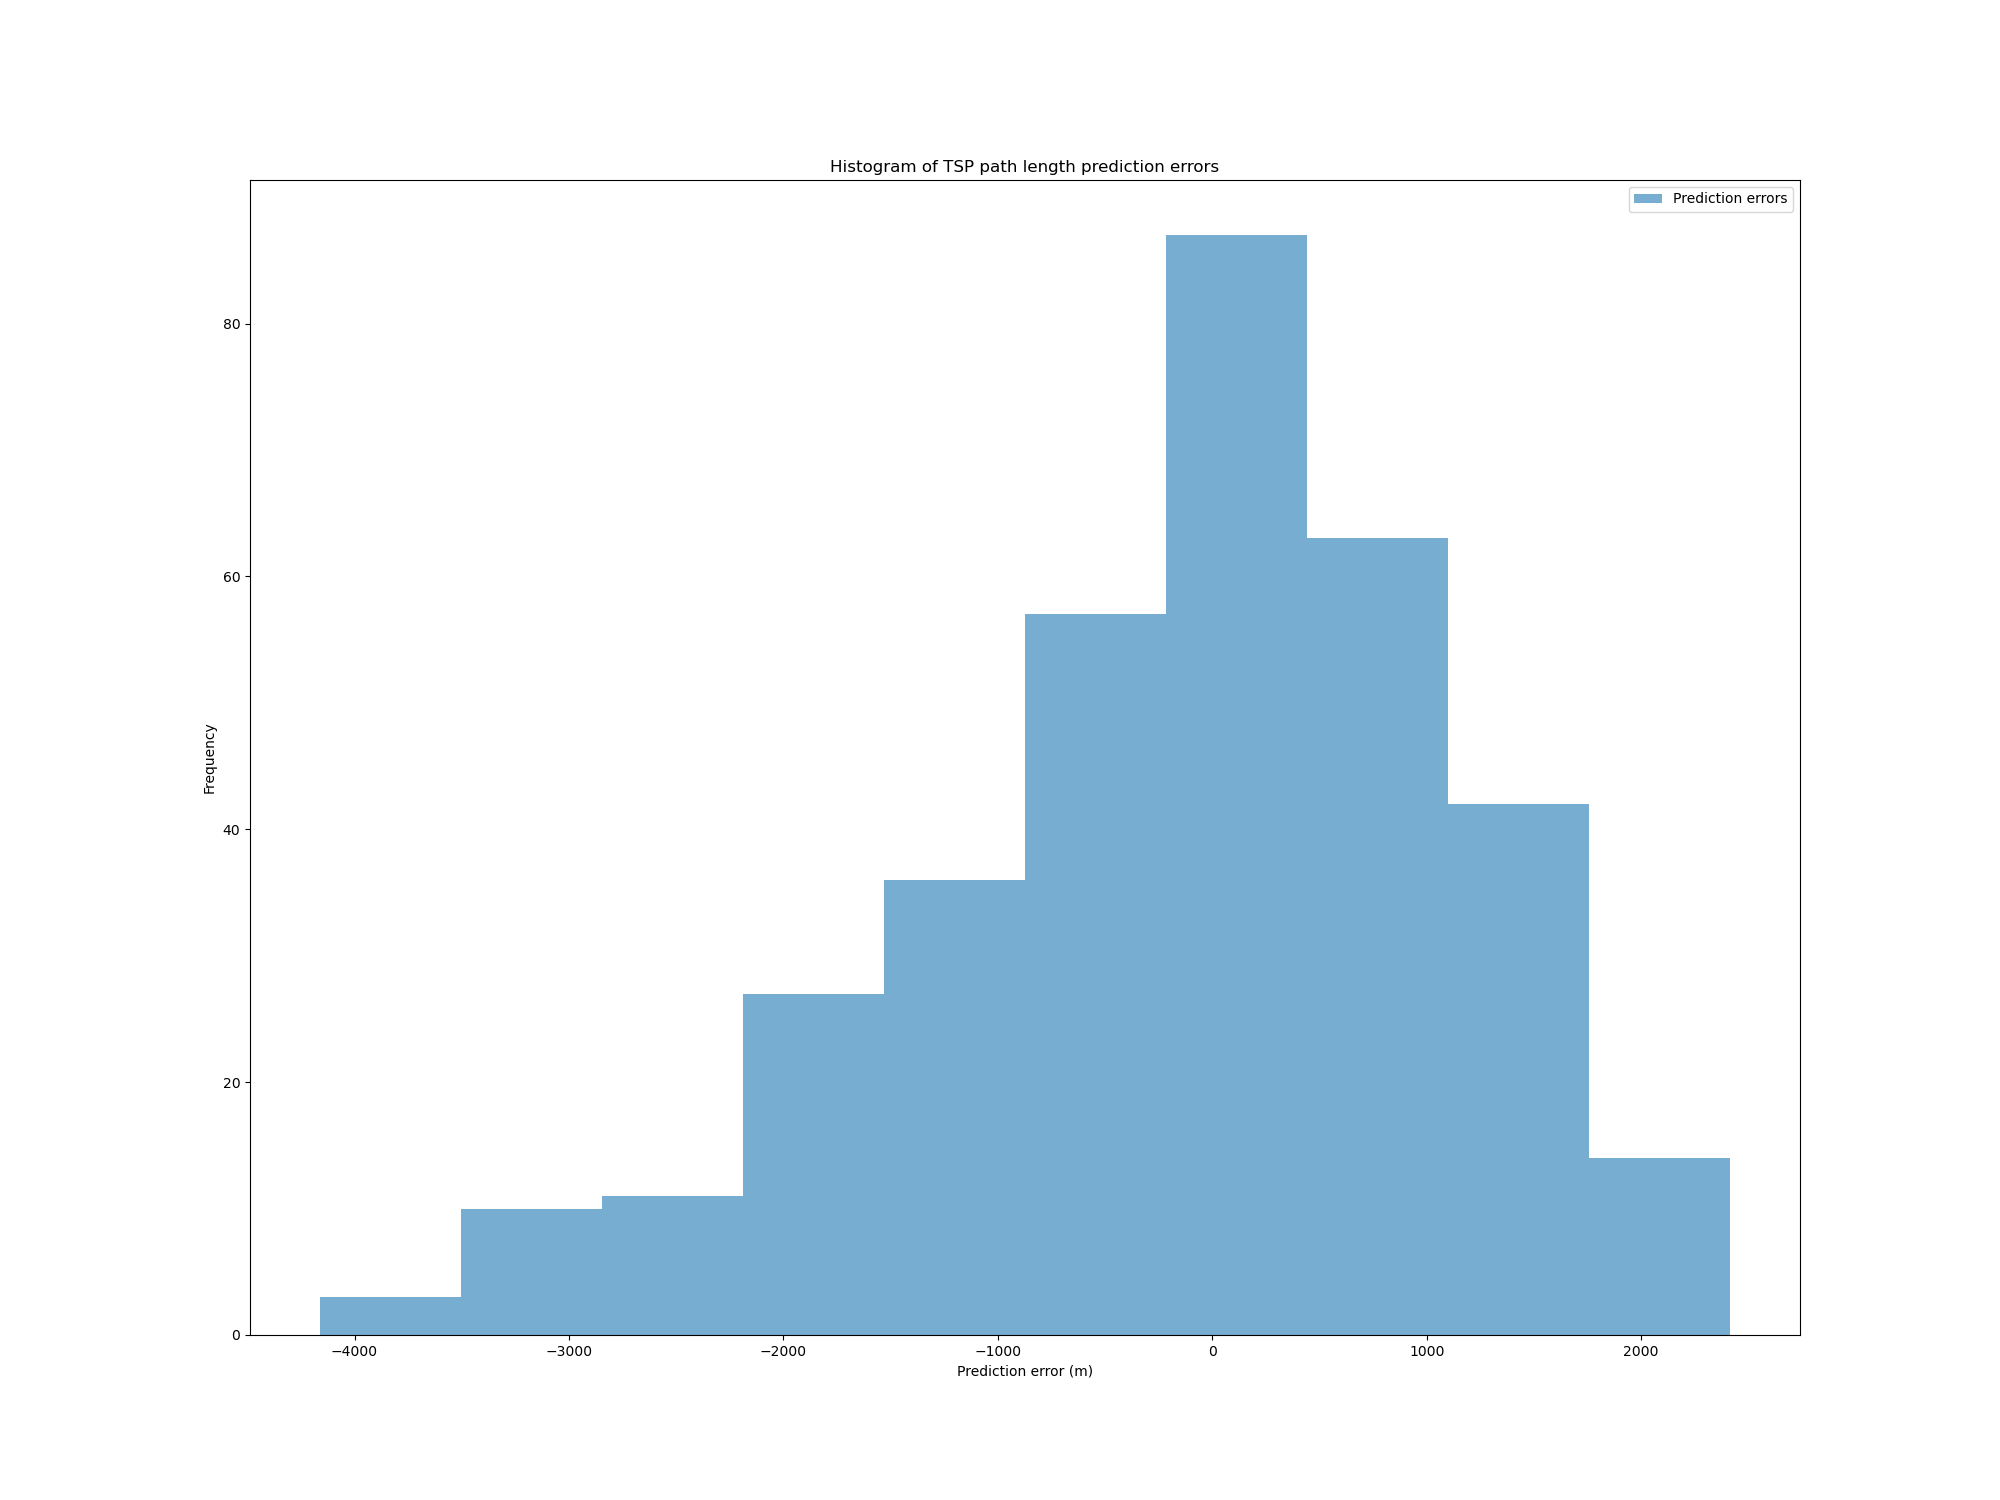 Histogram of TSP path length prediction errors
Prediction errors
80
60
40
20
0
Frequency
−4000 −3000 −2000 −1000 0 1000 2000
Prediction error (m)